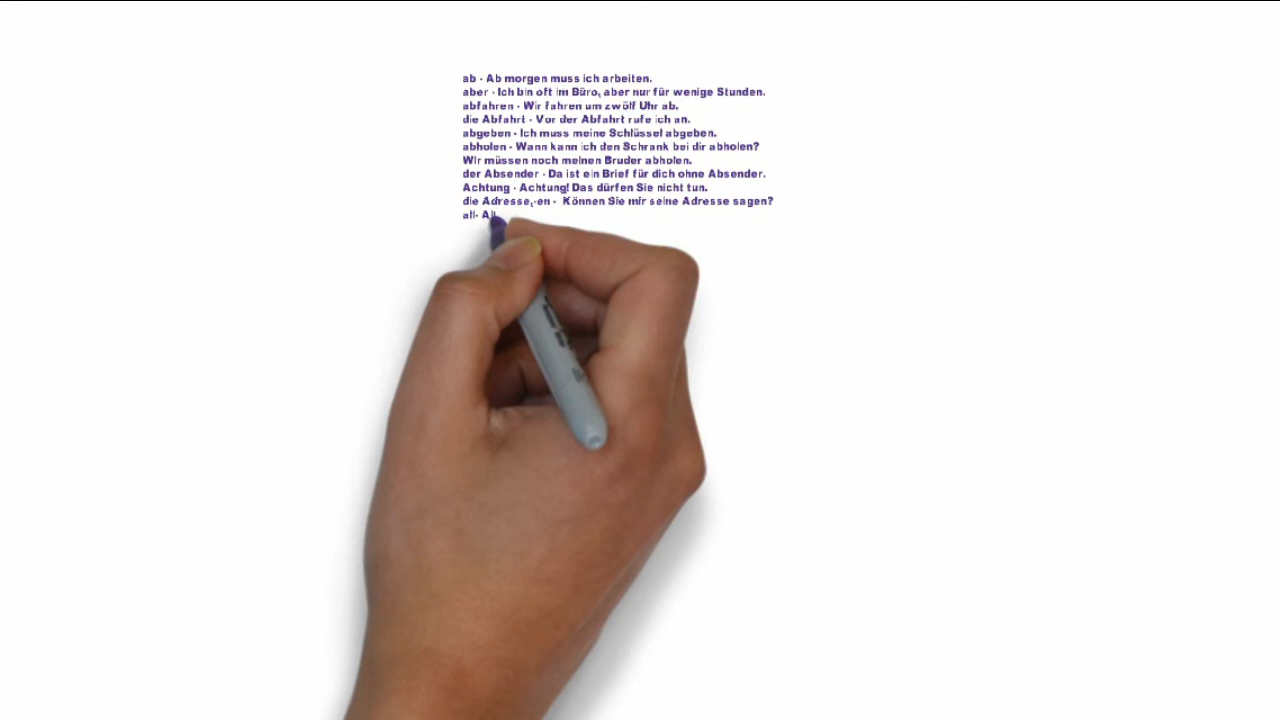 ab - Ab morgen muss ich arbeiten.
aber - Ich bin oft im Büro, aber nur für wenige Stunden.
abfahren - Wir fahren um zwölf Uhr ab.
die Abfahrt - Vor der Abfahrt rufe ich an.
abgeben - Ich muss meine Schlüssel abgeben.
abholen - Wann kann ich den Schrank bei dir abholen?
Wir müssen noch meinen Bruder abholen.
der Absender - Da ist ein Brief für dich ohne Absender.
Achtung - Achtung! Das dürfen Sie nicht tun.
die Adresse,-en -  Können Sie mir seine Adresse sagen?
all-